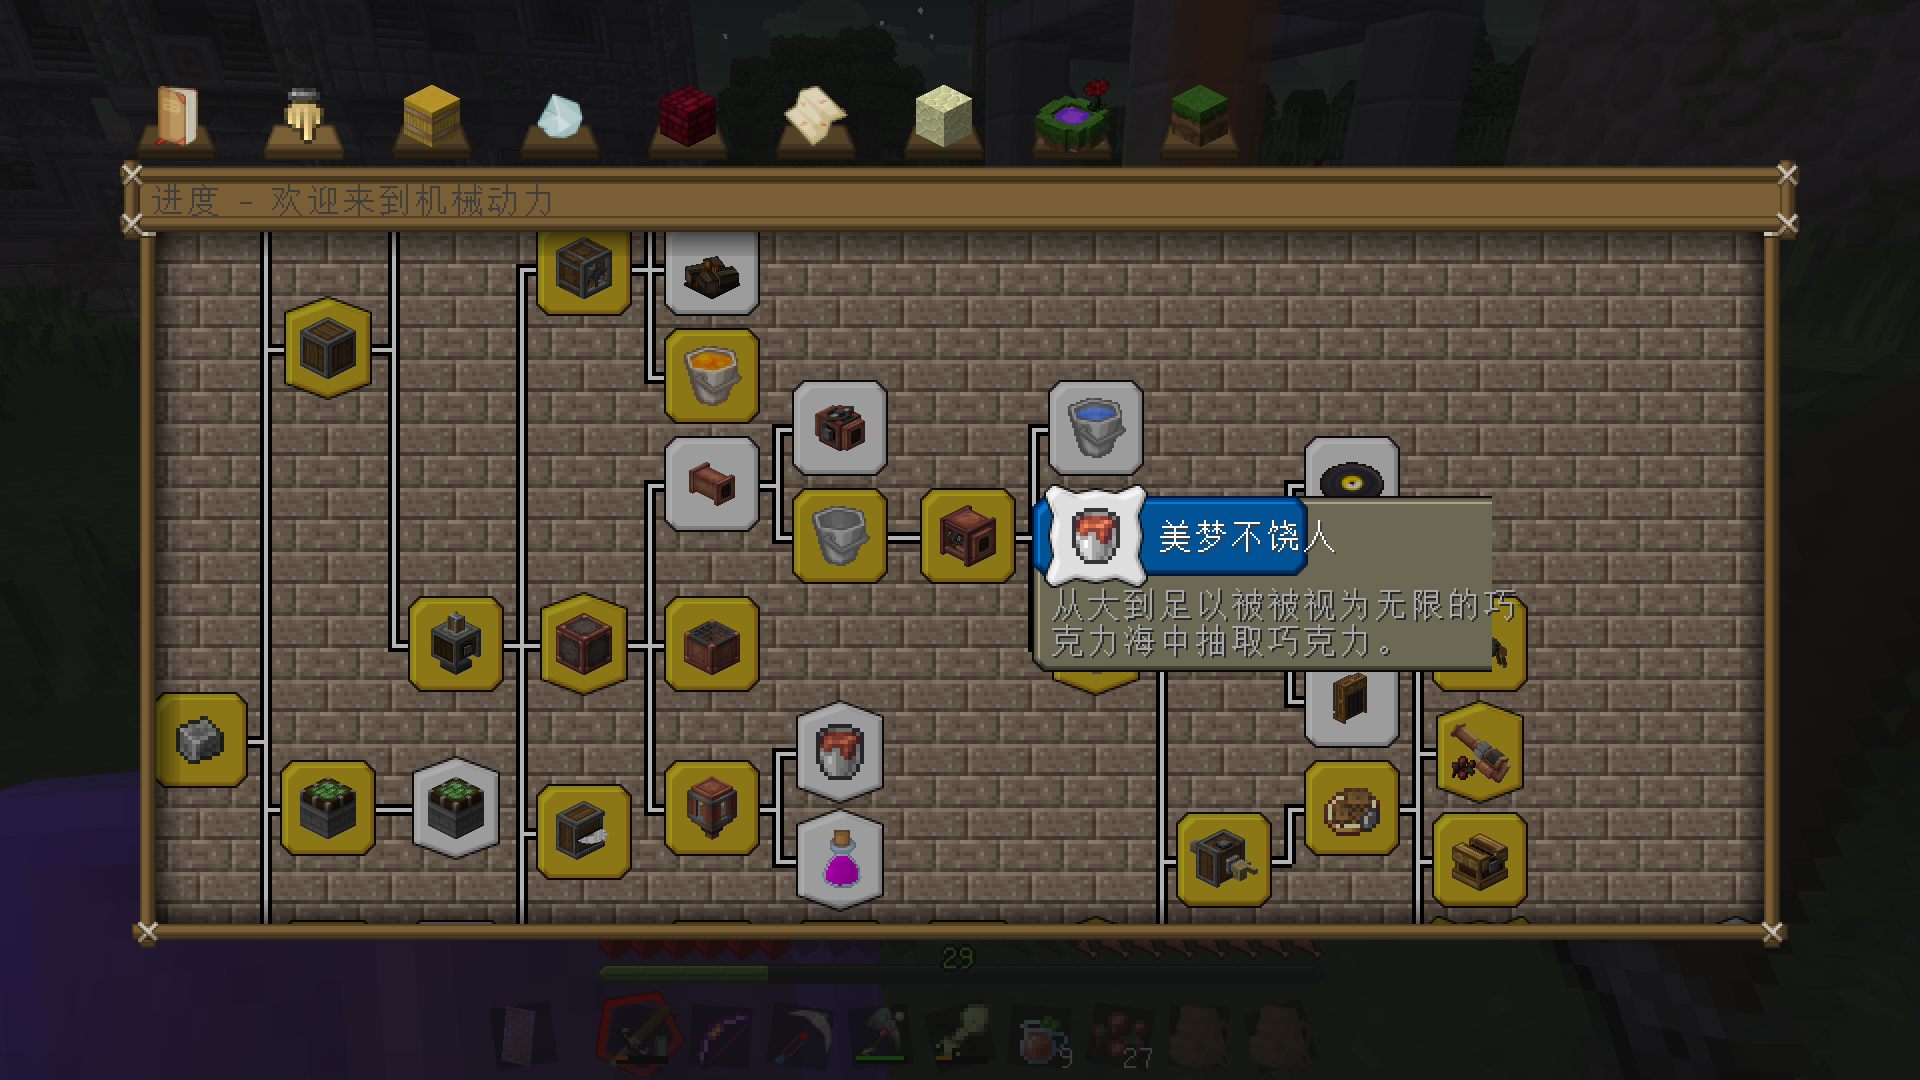 进度 - 欢迎来到机械动力
美梦不饶人
从大到足以被被视为无限的巧
克力海中抽取巧克力。
29
9
27